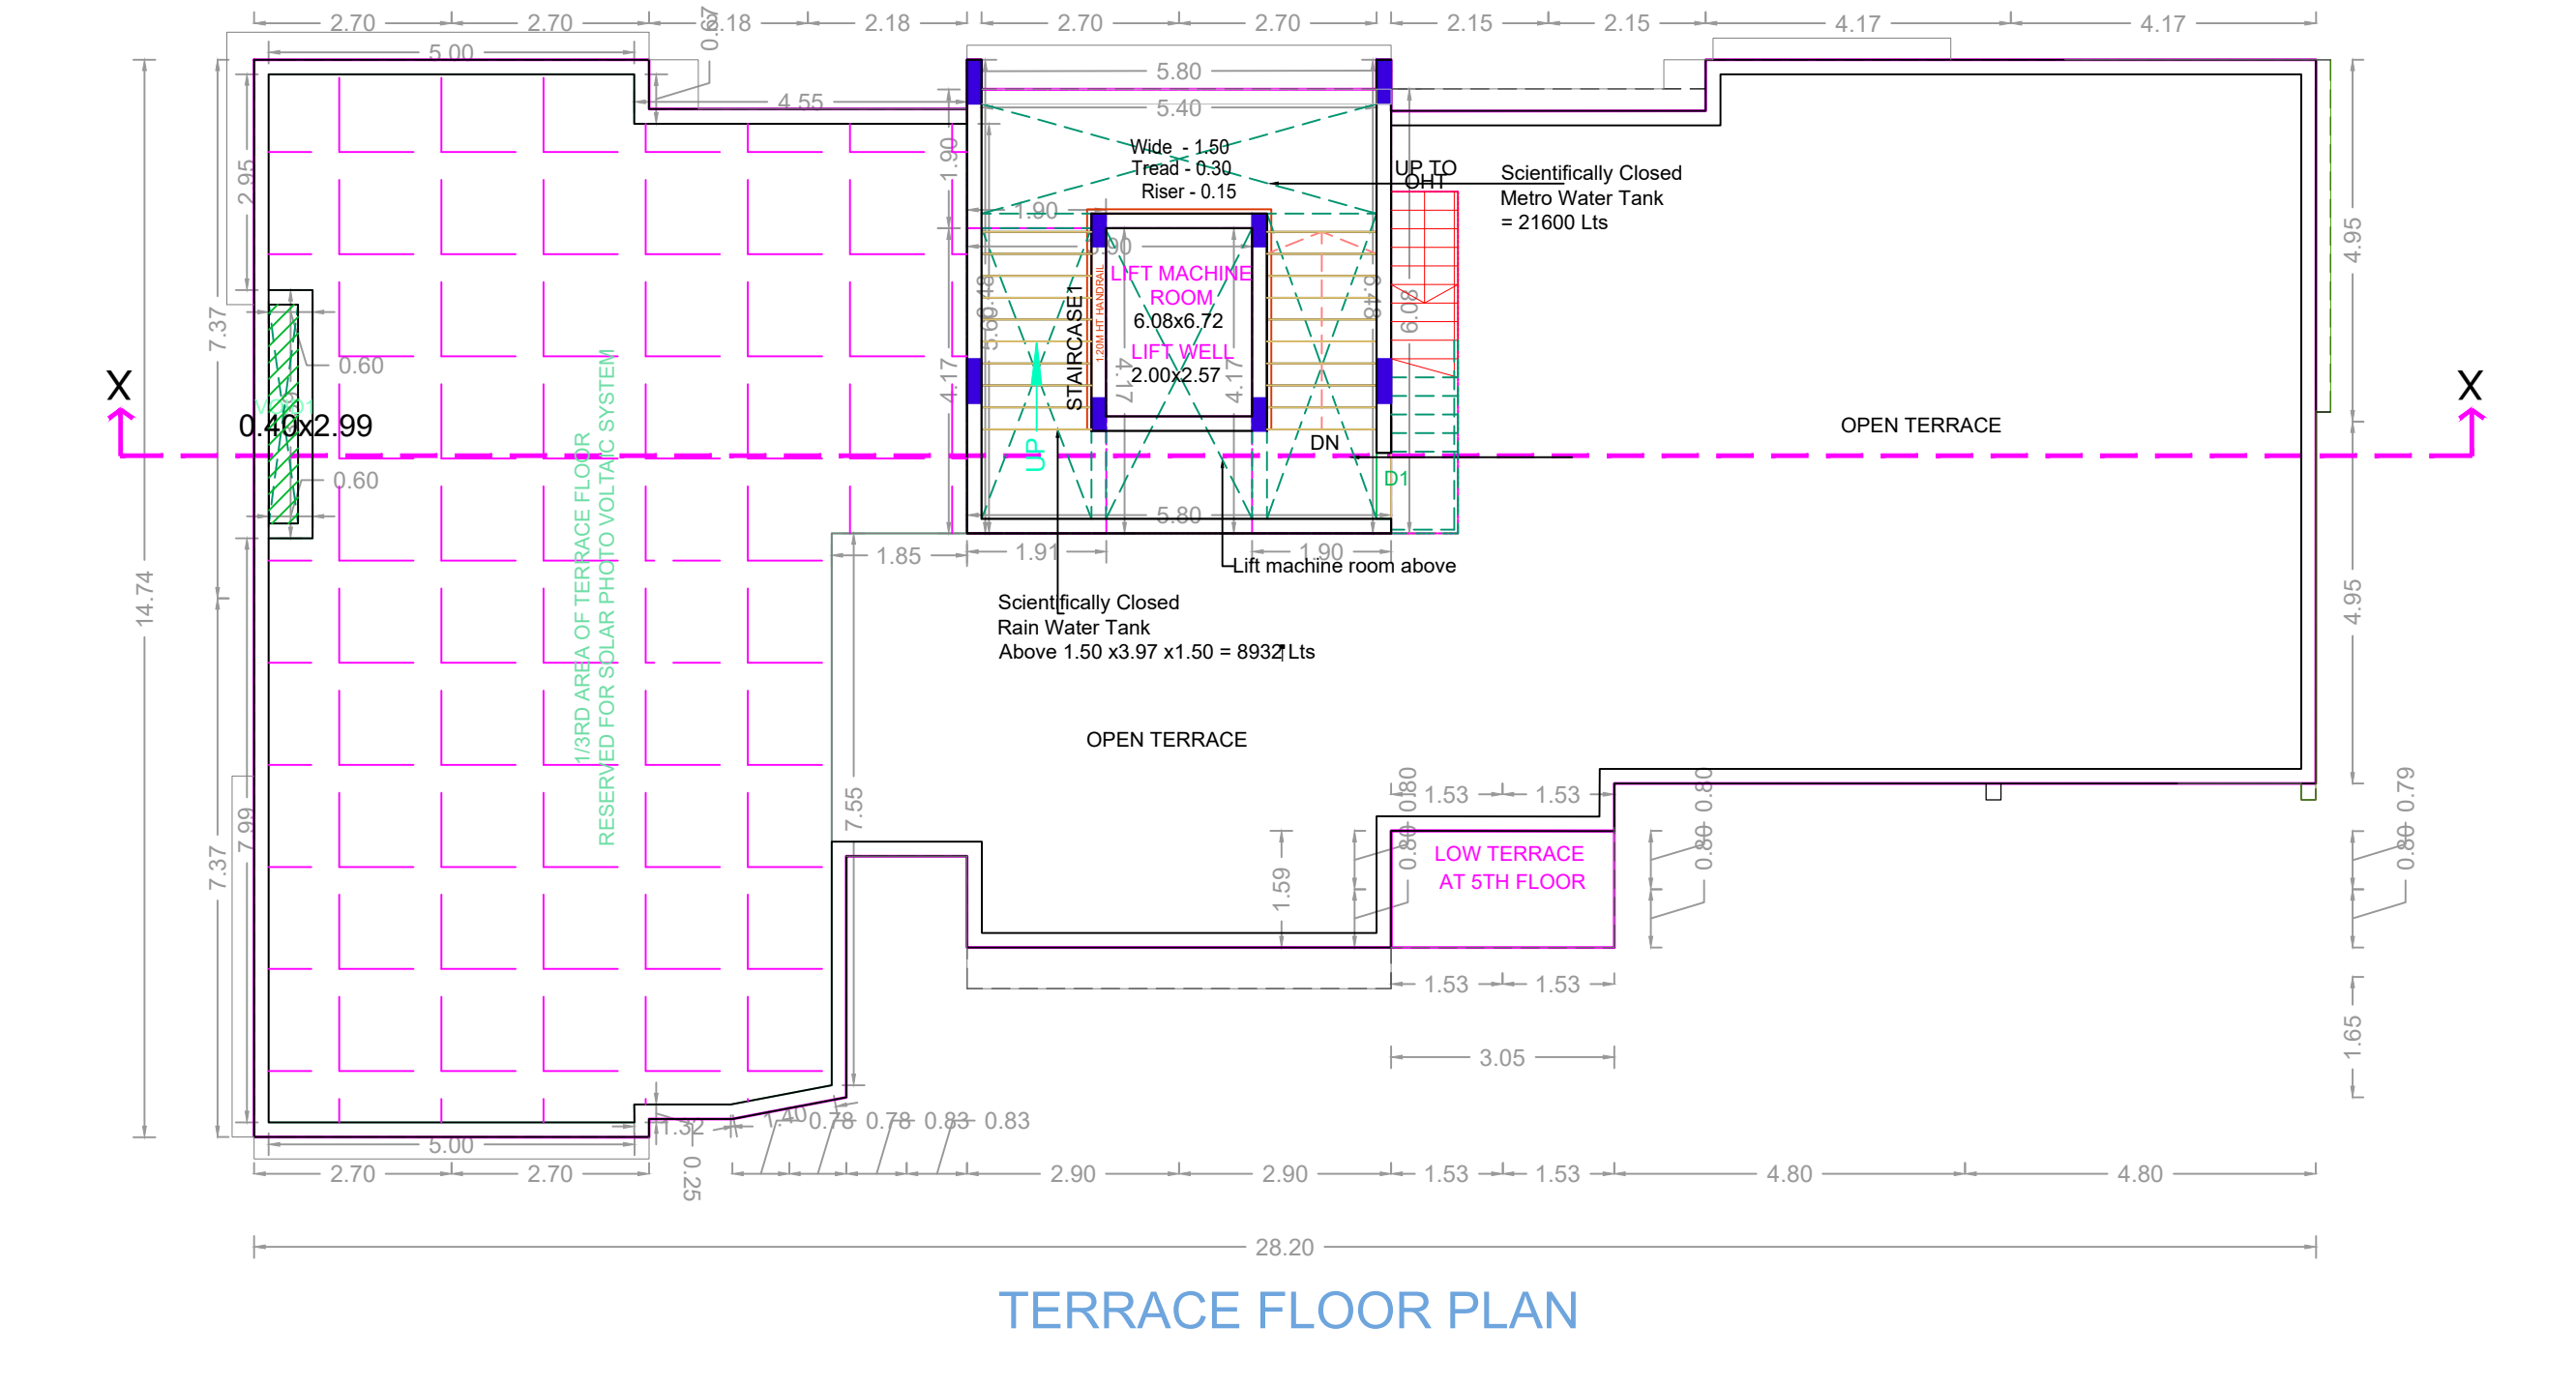 2.70 2.70 2.18 2.18 2.70 2.70 2.15 2.15 4.17 4.17
0.67
5.00
5.80
4.55
5.40
Wide - 1.50
Tread - 0.30
Riser - 0.15
1.90
2.95
UP TO
OHT
Scientifically Closed
Metro Water Tank
= 21600 Lts
1.90
4.95
LIFT MACHINE
ROOM
6.08x6.72
LIFT WELL
2.00x2.57
STAIRCASE1
1.20M HT HANDRAIL
6.48
6.08
7.37
0.60
4.17
4.17
4.17
X
X
0.40x2.99
OPEN TERRACE
DN
UP
D1
0.60
5.80
1.85
1.91
1.90
Lift machine room above
14.74
4.95
Scientifically Closed
Rain Water Tank
Above 1.50 x3.97 x1.50 = 8932 Lts
1/3RD AREA OF TERRACE FLOOR
RESERVED FOR SOLAR PHOTO VOLTAIC SYSTEM
OPEN TERRACE
7.55
7.99
7.37
1.53 1.53
0.80
0.80
0.80
0.80
0.79
0.80
1.59
LOW TERRACE
AT 5TH FLOOR
1.53 1.53
1.65
3.05
1.32
1.40
0.78 0.78 0.83 0.83
5.00
0.25
2.70 2.70 2.90 2.90 1.53 1.53 4.80 4.80
28.20
TERRACE FLOOR PLAN